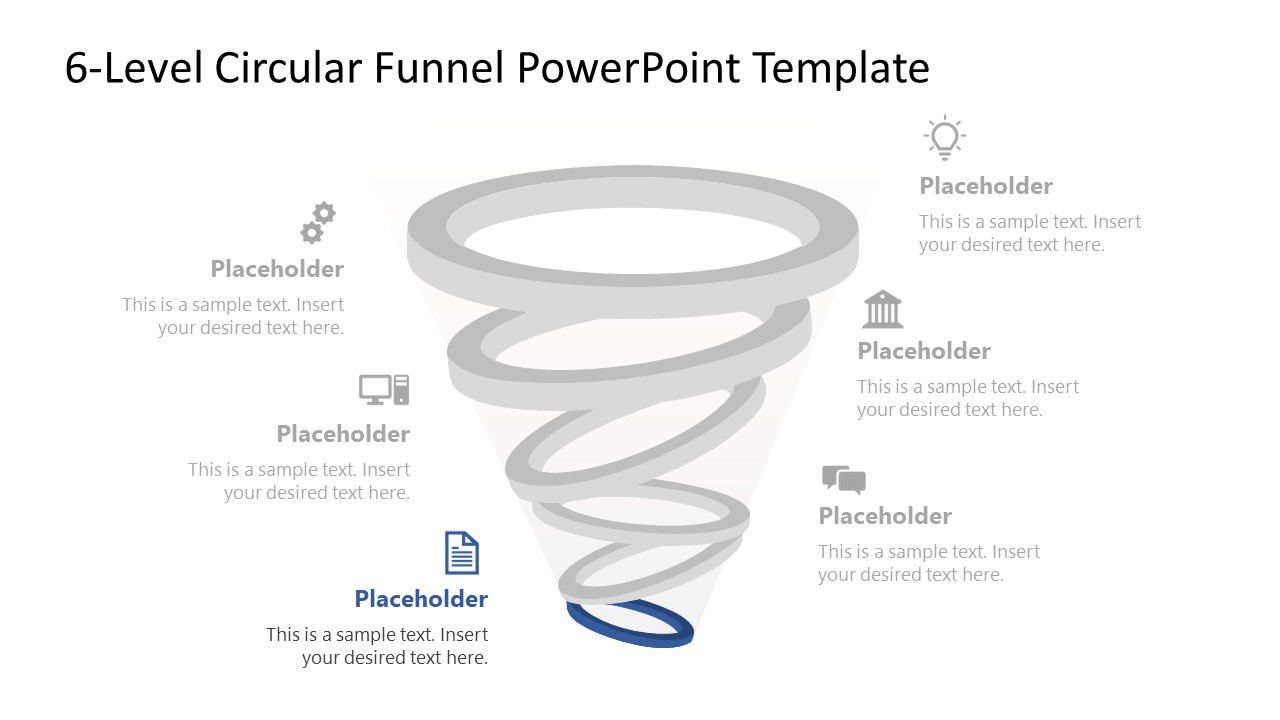 6-Level Circular Funnel PowerPoint Template
Placeholder
This is a sample text. Insert
your desired text here.
Placeholder
This is a sample text. Insert
your desired text here.
Placeholder
This is a sample text. Insert
your desired text here.
Placeholder
This is a sample text. Insert
your desired text here.
Placeholder
This is a sample text. Insert
your desired text here.
Placeholder
This is a sample text. Insert
your desired text here.